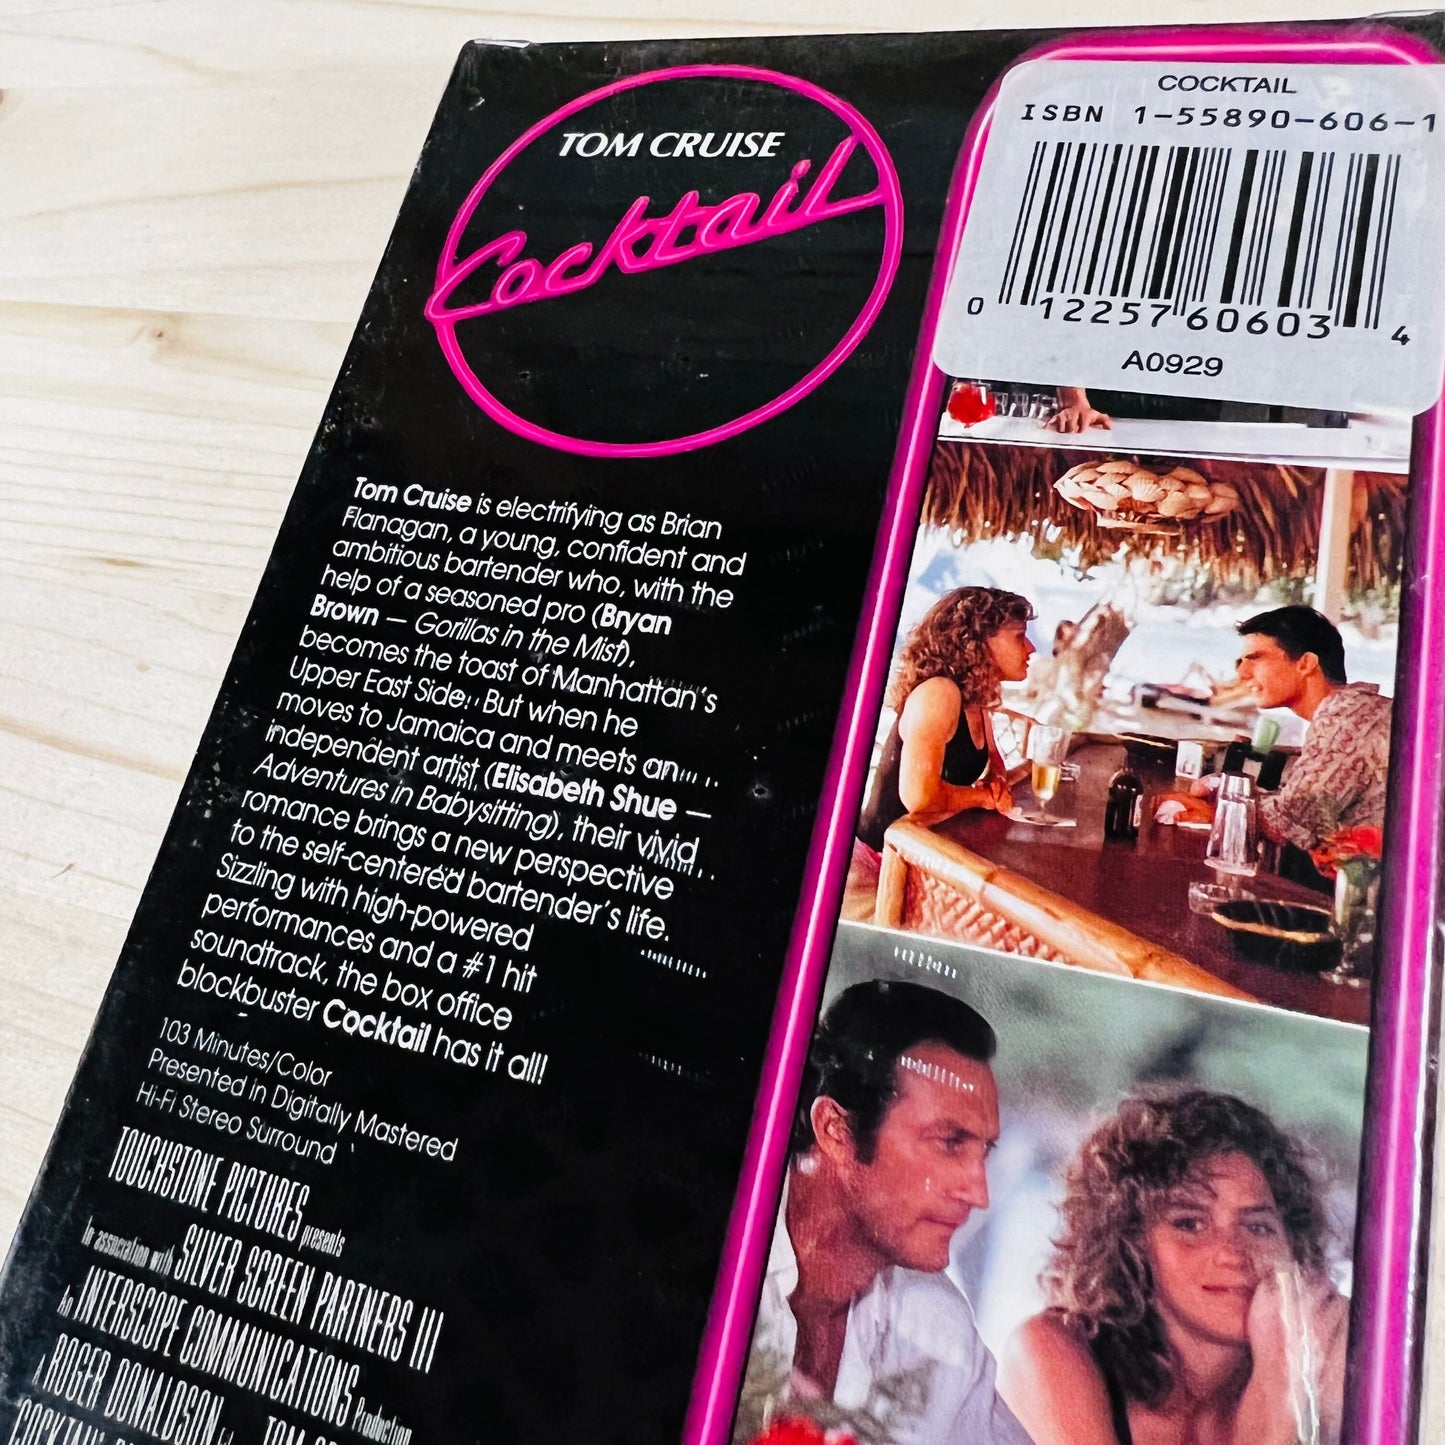 TOM CRUISE
Cocktail
COCKTAIL
ISBN 1-55890-606-1
0 12257 60603 4
A0929
Tom Cruise is electrifying as Brian
Flanagan, a young, confident and
ambitious bartender who, with the
help of a seasoned pro (Bryan
Brown — Gorillas in the Mist),
becomes the toast of Manhattan's
Upper East Side. But when he
moves to Jamaica and meets an
independent artist (Elisabeth Shue —
Adventures in Babysitting), their vivid
romance brings a new perspective
to the self-centered bartender's life.
Sizzling with high-powered
performances and a #1 hit
soundtrack, the box office
blockbuster Cocktail has it all!
103 Minutes/Color
Presented in Digitally Mastered
Hi-Fi Stereo Surround
TOUCHSTONE PICTURES presents
In association with SILVER SCREEN PARTNERS III
An INTERSCOPE COMMUNICATIONS Production
A ROGER DONALDSON
"COCKTAIL"